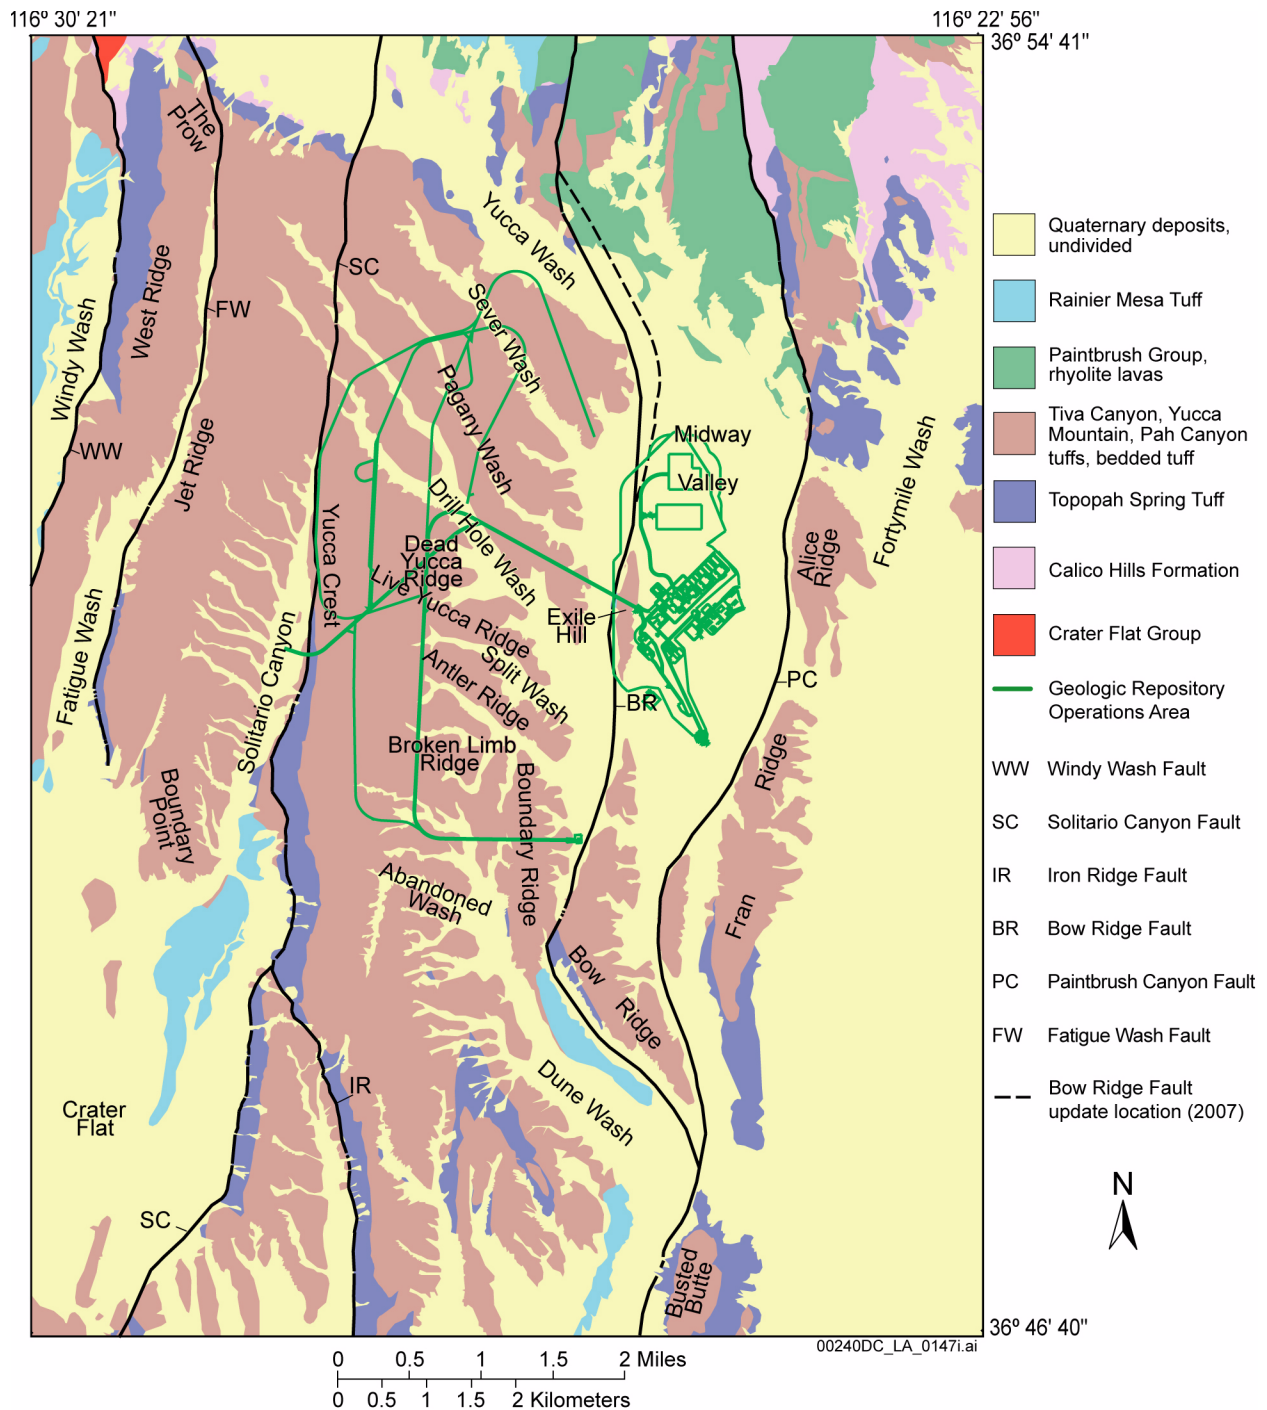 116º 30' 21"
116º 22' 56"
36º 54' 41"
The
Prow
Yucca Wash
West Ridge
SC
FW
Windy Wash
Sever Wash
Pagany Wash
WW
Jet Ridge
Midway
Valley
Fortymile Wash
Drill Hole Wash
Yucca Crest
Dead
Yucca
Ridge
Live Yucca Ridge
Alice
Ridge
Exile
Hill
Fatigue Wash
Solitario Canyon
Split Wash
Antler Ridge
BR
PC
Broken Limb
Ridge
Boundary
Point
Boundary Ridge
Fran
Ridge
Abandoned
Wash
Bow
Ridge
Crater
Flat
IR
Dune Wash
SC
Busted
Butte
Quaternary deposits,
undivided
Rainier Mesa Tuff
Paintbrush Group,
rhyolite lavas
Tiva Canyon, Yucca
Mountain, Pah Canyon
tuffs, bedded tuff
Topopah Spring Tuff
Calico Hills Formation
Crater Flat Group
Geologic Repository
Operations Area
WW Windy Wash Fault
SC Solitario Canyon Fault
IR Iron Ridge Fault
BR Bow Ridge Fault
PC Paintbrush Canyon Fault
FW Fatigue Wash Fault
Bow Ridge Fault
update location (2007)
N
36º 46' 40"
00240DC_LA_0147i.ai
0 0.5 1 1.5 2 Miles
0 0.5 1 1.5 2 Kilometers